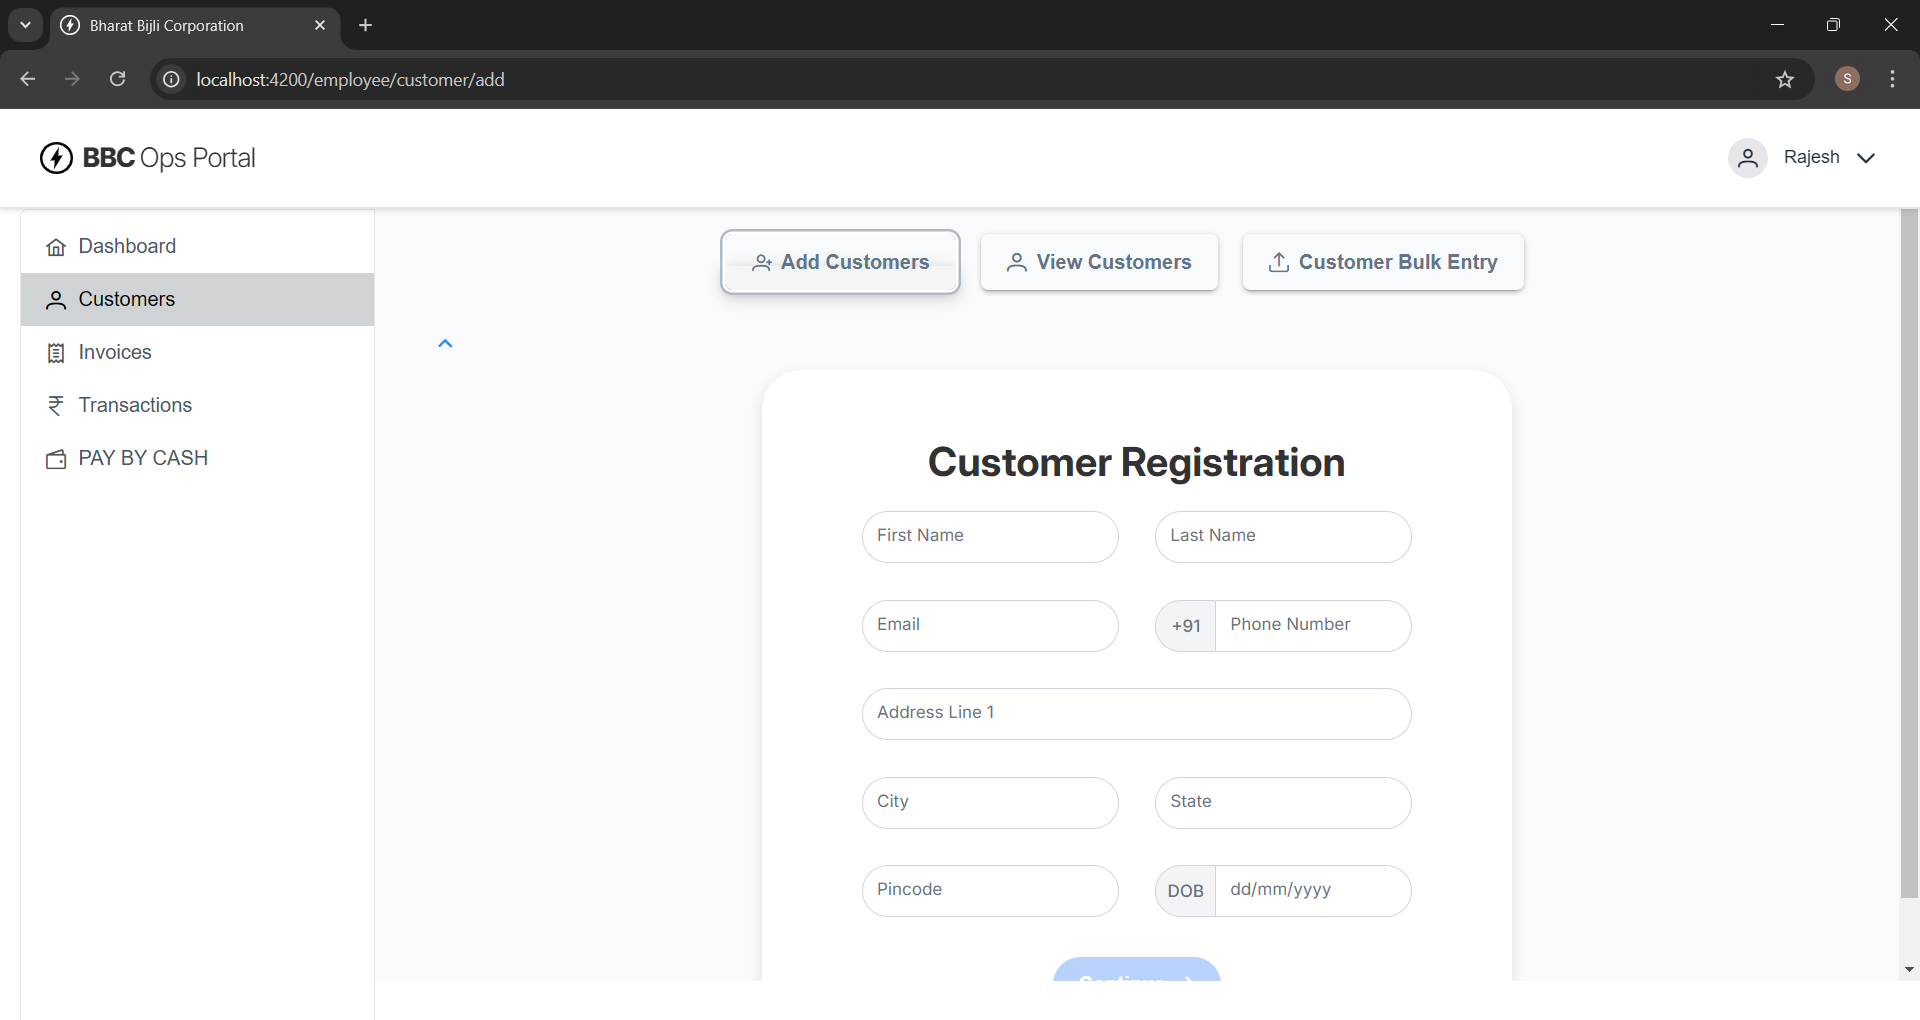 Bharat Bijli Corporation
localhost:4200/employee/customer/add
S
BBC Ops Portal
Rajesh
Dashboard
Customers
Invoices
Transactions
PAY BY CASH
Add Customers
View Customers
Customer Bulk Entry
Customer Registration
First Name
Last Name
Email
+91
Phone Number
Address Line 1
City
State
Pincode
DOB
dd/mm/yyyy
Continue